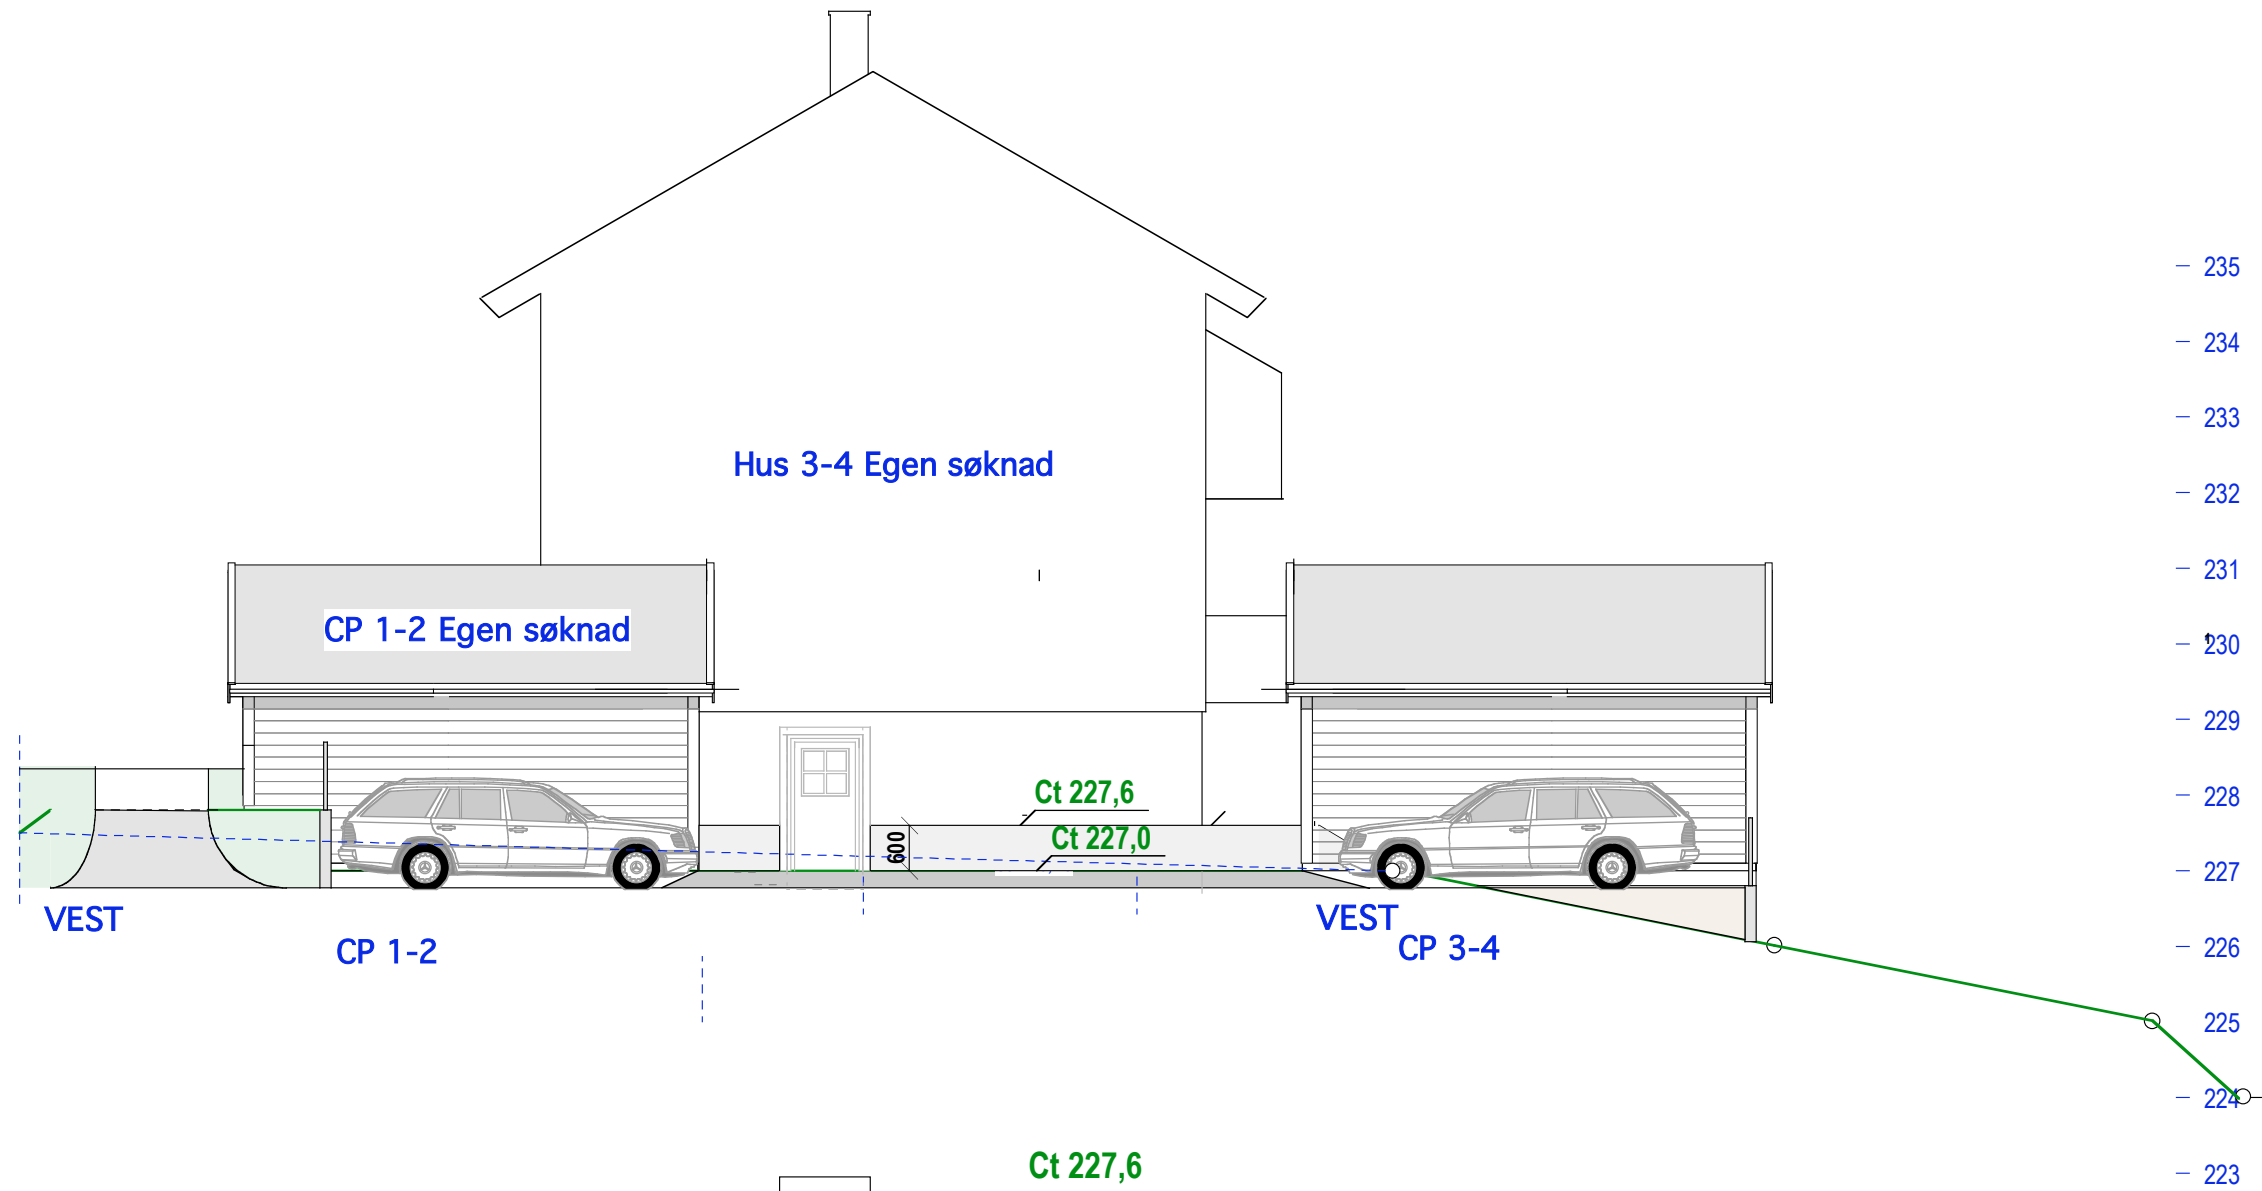 235
234
233
Hus 3-4 Egen søknad
232
231
CP 1-2 Egen søknad
230
229
Ct 227,6
228
Ct 227,0
600
227
VEST
VEST
CP 1-2
CP 3-4
226
225
224
Ct 227,6
223